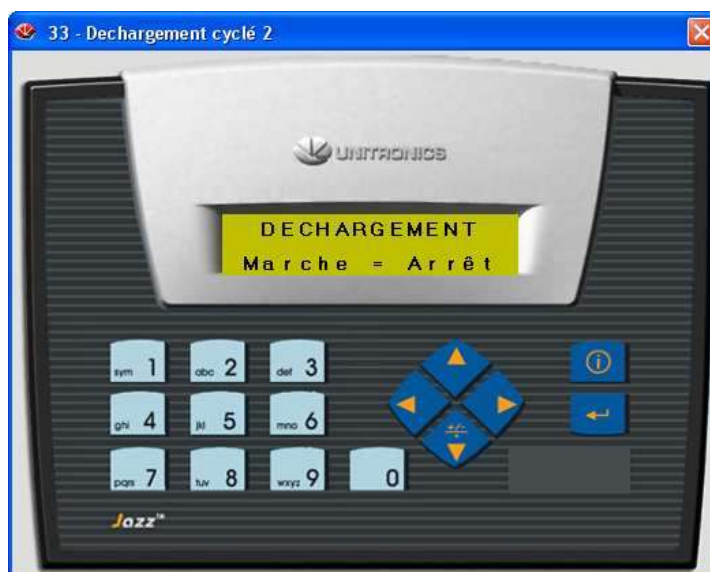 33 - Dechargement cyclé 2
UNITRONICS
DECHARGEMENT
Marche = Arrêt
sym 1 abc 2 def 3
ghi 4 jkl 5 mno 6
pqrs 7 tuv 8 wxyz 9 0
+/-
Jazz™